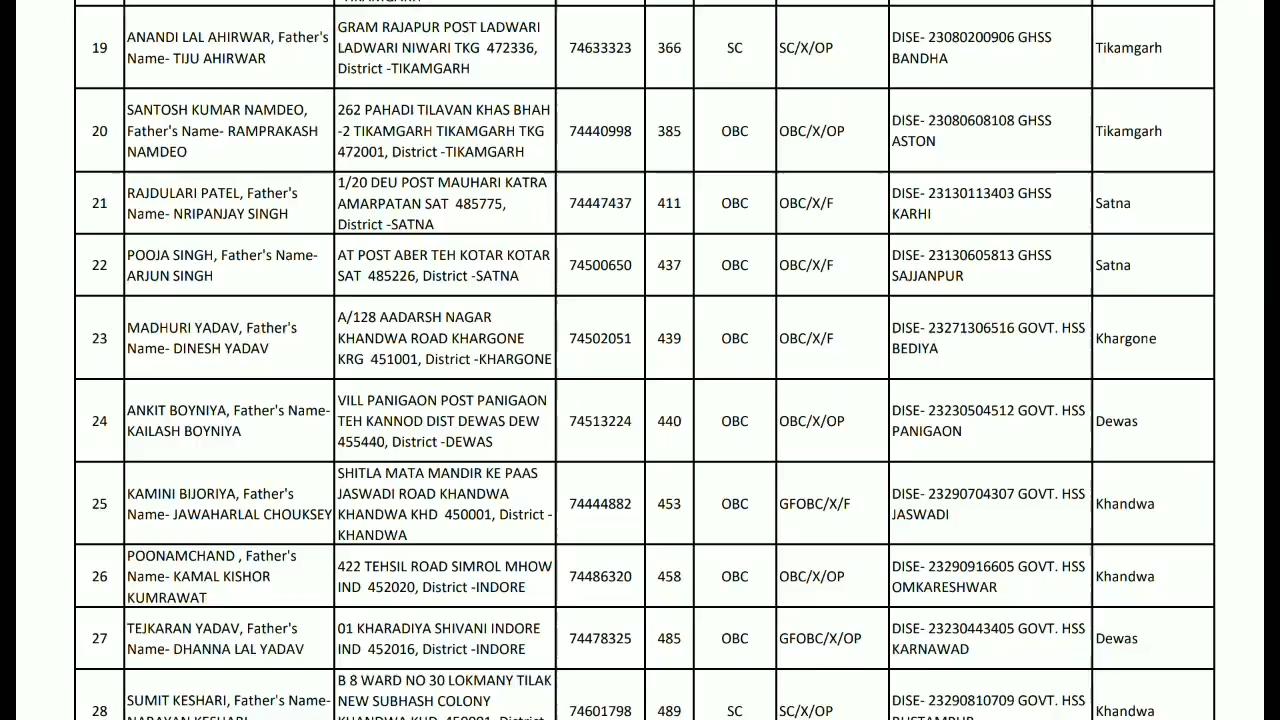 19
ANANDI LAL AHIRWAR, Father's
Name- TIJU AHIRWAR
GRAM RAJAPUR POST LADWARI
LADWARI NIWARI TKG 472336,
District -TIKAMGARH
74633323
366
SC
SC/X/OP
DISE- 23080200906 GHSS
BANDHA
Tikamgarh
20
SANTOSH KUMAR NAMDEO,
Father's Name- RAMPRAKASH
NAMDEO
262 PAHADI TILAVAN KHAS BHAH
-2 TIKAMGARH TIKAMGARH TKG
472001, District -TIKAMGARH
74440998
385
OBC
OBC/X/OP
DISE- 23080608108 GHSS
ASTON
Tikamgarh
21
RAJDULARI PATEL, Father's
Name- NRIPANJAY SINGH
1/20 DEU POST MAUHARI KATRA
AMARPATAN SAT 485775,
District -SATNA
74447437
411
OBC
OBC/X/F
DISE- 23130113403 GHSS
KARHI
Satna
22
POOJA SINGH, Father's Name-
ARJUN SINGH
AT POST ABER TEH KOTAR KOTAR
SAT 485226, District -SATNA
74500650
437
OBC
OBC/X/F
DISE- 23130605813 GHSS
SAJJANPUR
Satna
23
MADHURI YADAV, Father's
Name- DINESH YADAV
A/128 AADARSH NAGAR
KHANDWA ROAD KHARGONE
KRG 451001, District -KHARGONE
74502051
439
OBC
OBC/X/F
DISE- 23271306516 GOVT. HSS
BEDIYA
Khargone
24
ANKIT BOYNIYA, Father's Name-
KAILASH BOYNIYA
VILL PANIGAON POST PANIGAON
TEH KANNOD DIST DEWAS DEW
455440, District -DEWAS
74513224
440
OBC
OBC/X/OP
DISE- 23230504512 GOVT. HSS
PANIGAON
Dewas
25
KAMINI BIJORIYA, Father's
Name- JAWAHARLAL CHOUKSEY
SHITLA MATA MANDIR KE PAAS
JASWADI ROAD KHANDWA
KHANDWA KHD 450001, District -
KHANDWA
74444882
453
OBC
GFOBC/X/F
DISE- 23290704307 GOVT. HSS
JASWADI
Khandwa
26
POONAMCHAND , Father's
Name- KAMAL KISHOR
KUMRAWAT
422 TEHSIL ROAD SIMROL MHOW
IND 452020, District -INDORE
74486320
458
OBC
OBC/X/OP
DISE- 23290916605 GOVT. HSS
OMKARESHWAR
Khandwa
27
TEJKARAN YADAV, Father's
Name- DHANNA LAL YADAV
01 KHARADIYA SHIVANI INDORE
IND 452016, District -INDORE
74478325
485
OBC
GFOBC/X/OP
DISE- 23230443405 GOVT. HSS
KARNAWAD
Dewas
28
SUMIT KESHARI, Father's Name-
B 8 WARD NO 30 LOKMANY TILAK
NEW SUBHASH COLONY
KHANDWA KHD 450001, District-
74601798
489
SC
SC/X/OP
DISE- 23290810709 GOVT. HSS
Khandwa